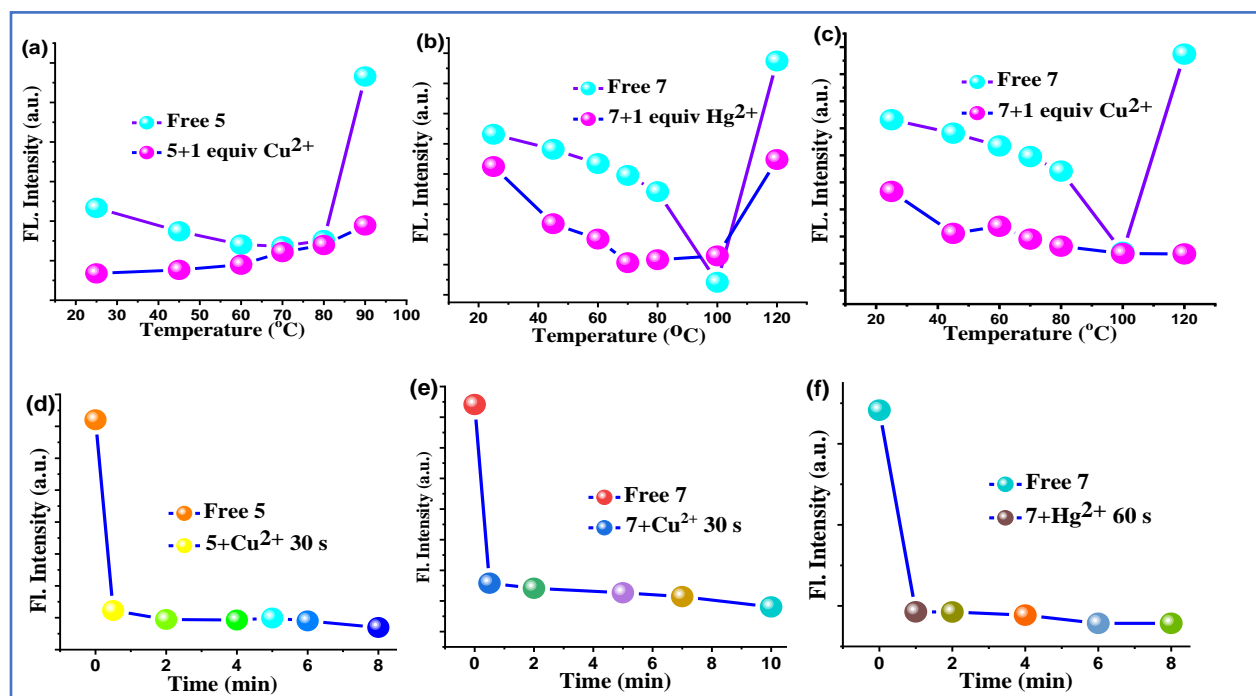 (a)
FL. Intensity (a.u.)
Free 5
5+1 equiv Cu²⁺
20 30 40 50 60 70 80 90 100
Temperature (°C)
(b)
FL. Intensity (a.u.)
Free 7
7+1 equiv Hg²⁺
20 40 60 80 100 120
Temperature (°C)
(c)
FL. Intensity (a.u.)
Free 7
7+1 equiv Cu²⁺
20 40 60 80 100 120
Temperature (°C)
(d)
Fl. Intensity (a.u.)
Free 5
5+Cu²⁺ 30 s
0 2 4 6 8
Time (min)
(e)
Fl. Intensity (a.u.)
Free 7
7+Cu²⁺ 30 s
0 2 4 6 8 10
Time (min)
(f)
Fl. Intensity (a.u.)
Free 7
7+Hg²⁺ 60 s
0 2 4 6 8
Time (min)